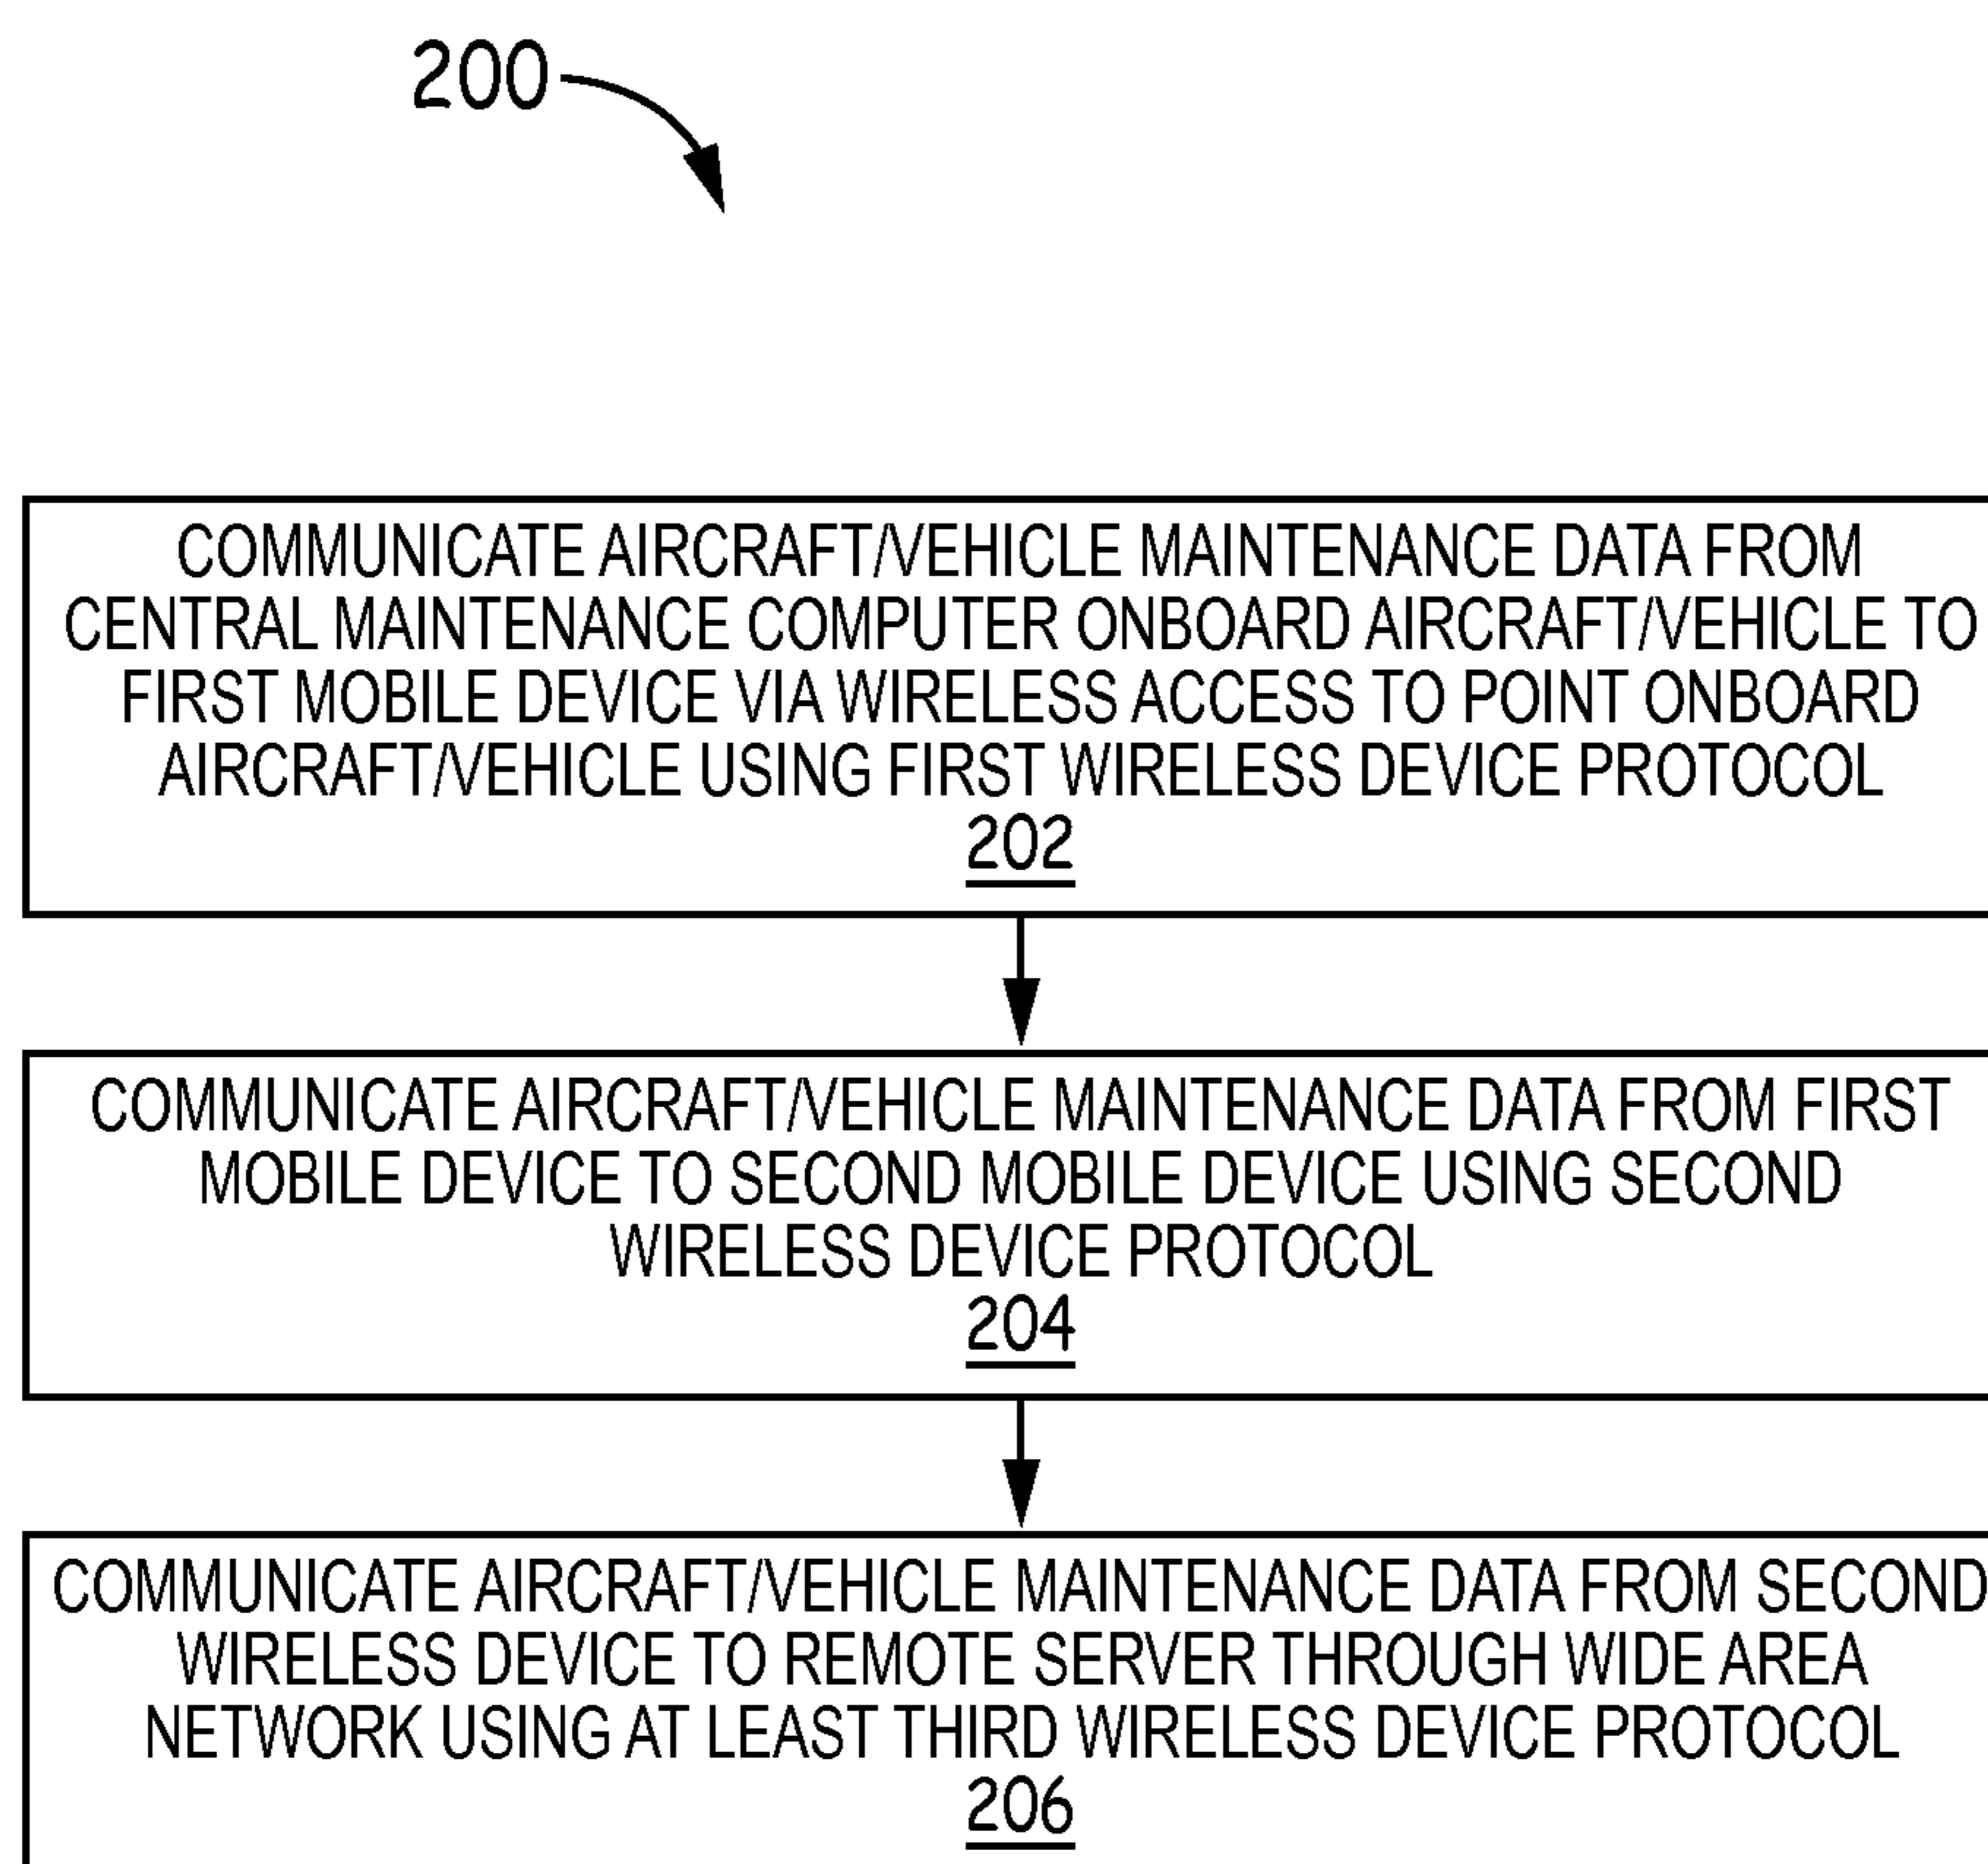 200
COMMUNICATE AIRCRAFT/VEHICLE MAINTENANCE DATA FROM
CENTRAL MAINTENANCE COMPUTER ONBOARD AIRCRAFT/VEHICLE TO
FIRST MOBILE DEVICE VIA WIRELESS ACCESS TO POINT ONBOARD
AIRCRAFT/VEHICLE USING FIRST WIRELESS DEVICE PROTOCOL
202
COMMUNICATE AIRCRAFT/VEHICLE MAINTENANCE DATA FROM FIRST
MOBILE DEVICE TO SECOND MOBILE DEVICE USING SECOND
WIRELESS DEVICE PROTOCOL
204
COMMUNICATE AIRCRAFT/VEHICLE MAINTENANCE DATA FROM SECOND
WIRELESS DEVICE TO REMOTE SERVER THROUGH WIDE AREA
NETWORK USING AT LEAST THIRD WIRELESS DEVICE PROTOCOL
206